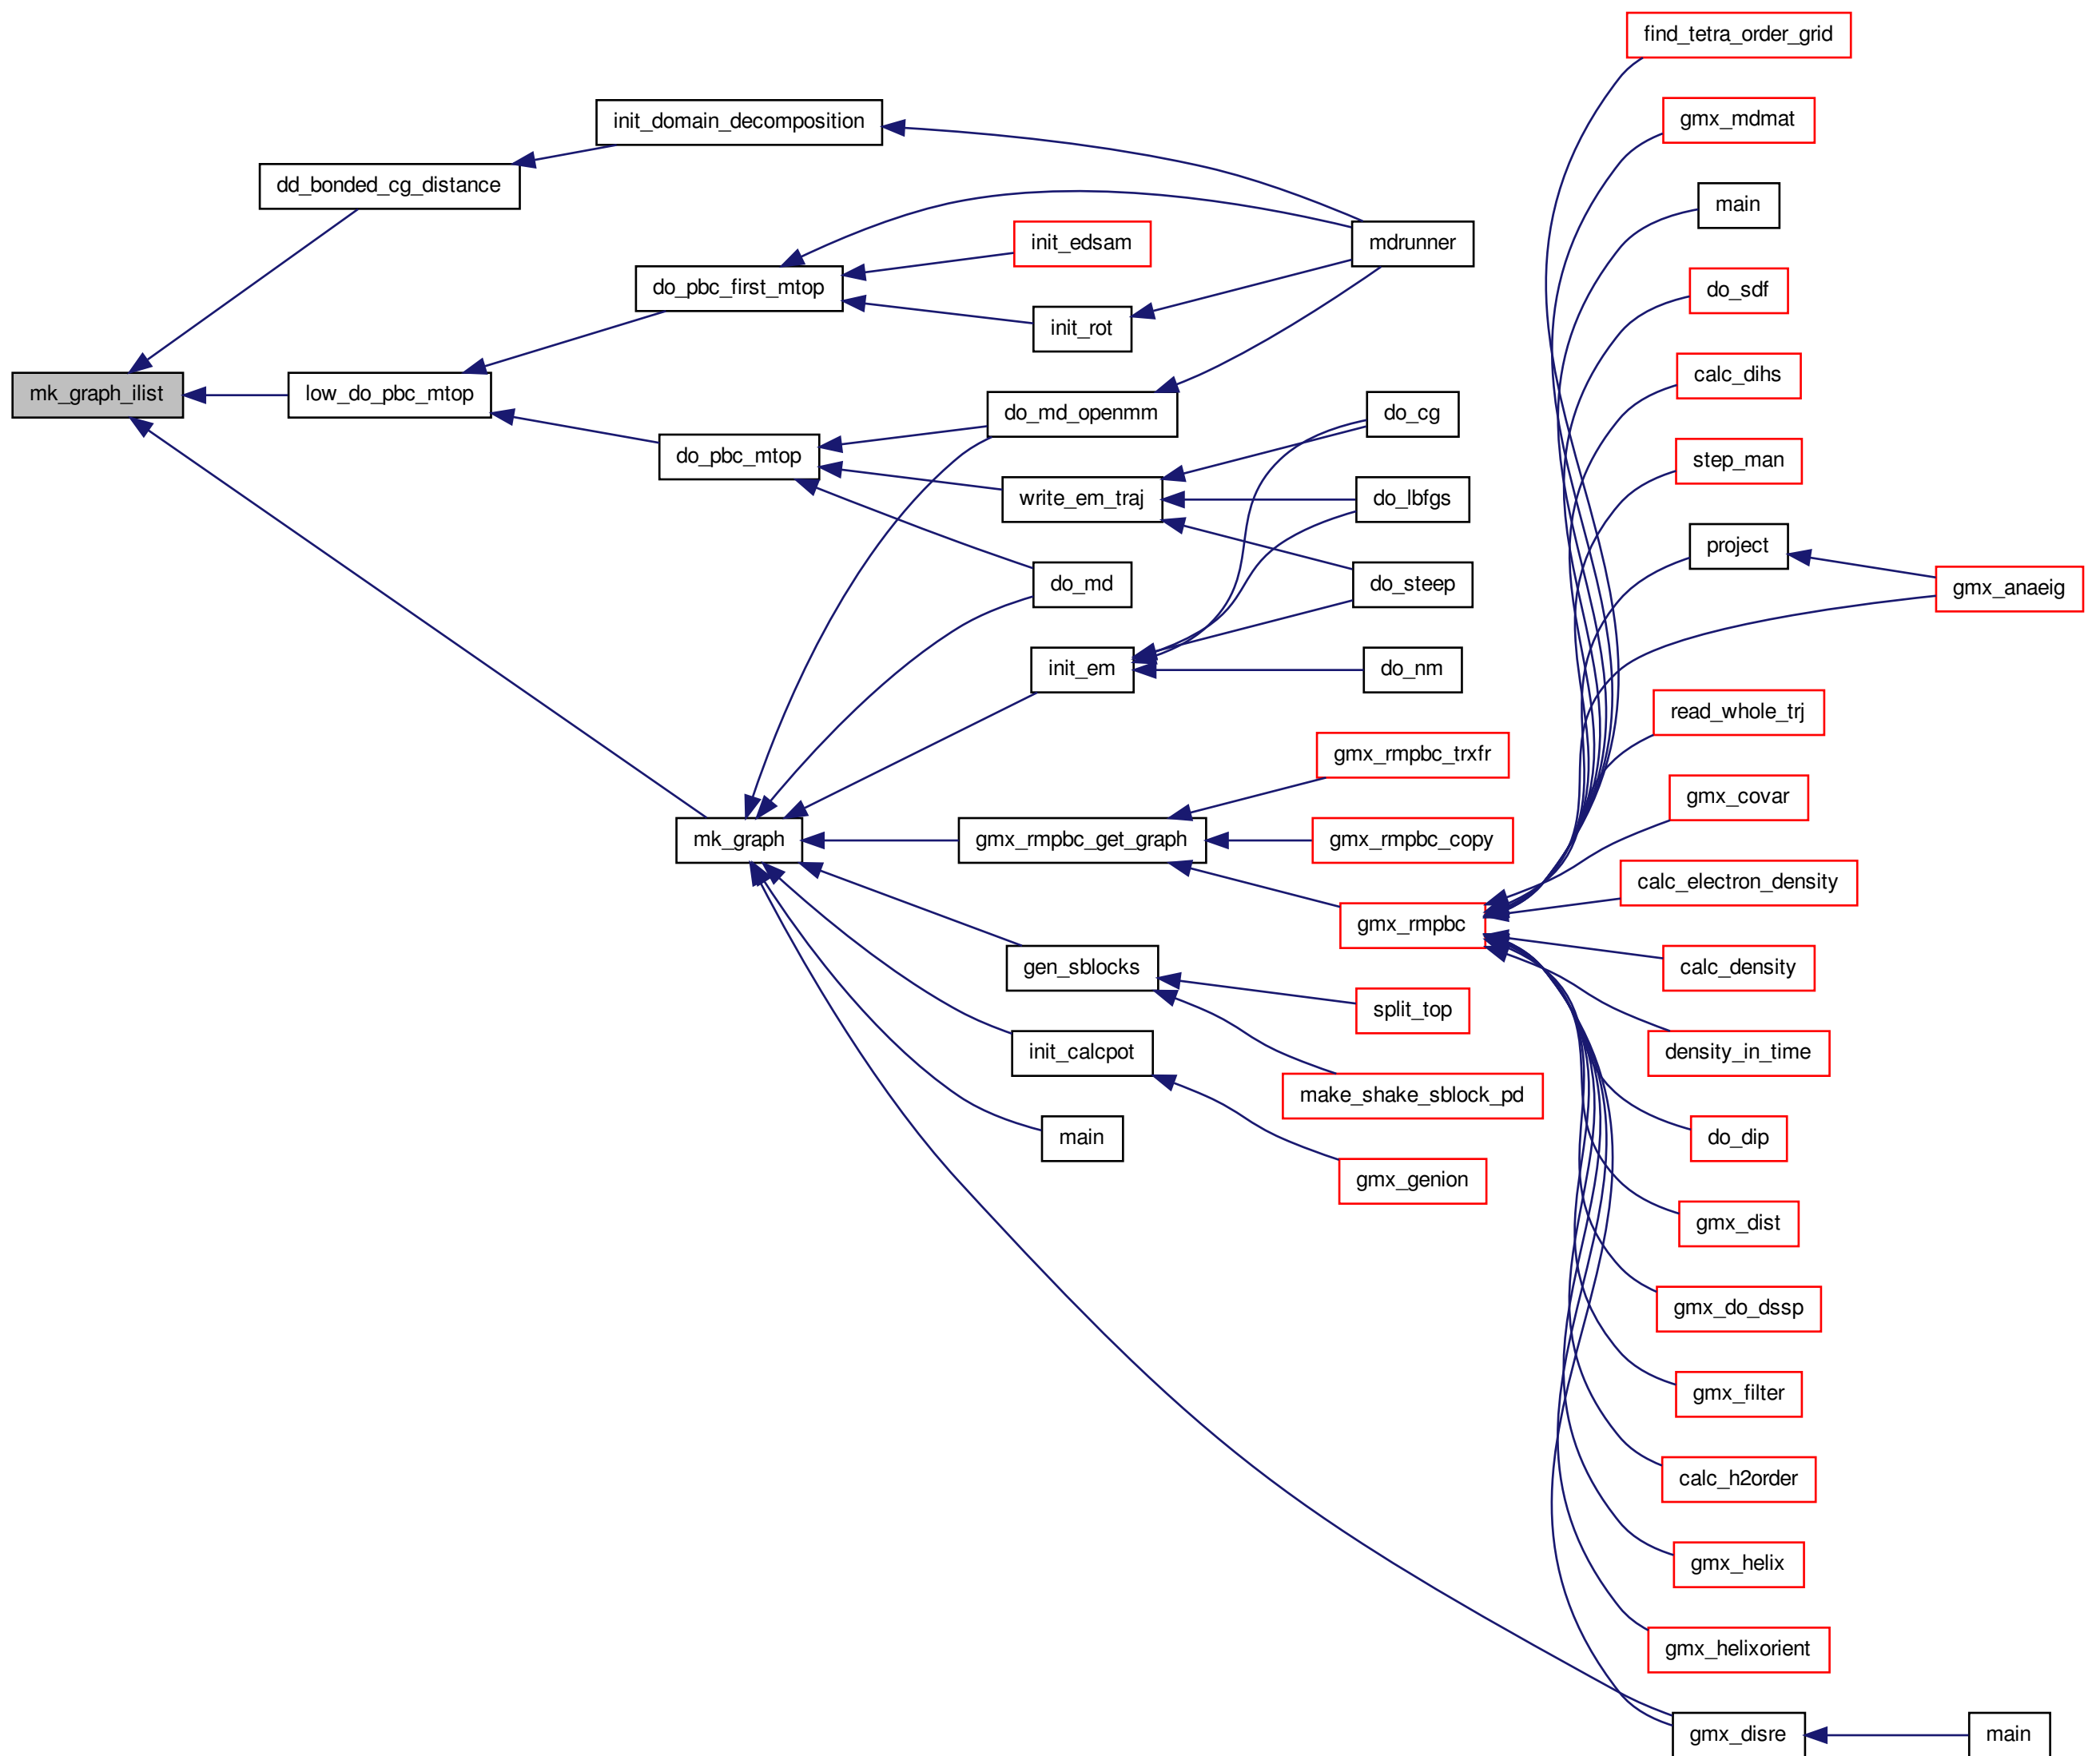 find_tetra_order_grid
gmx_mdmat
init_domain_decomposition
dd_bonded_cg_distance
main
mdrunner
init_edsam
do_pbc_first_mtop
do_sdf
init_rot
calc_dihs
mk_graph_ilist
low_do_pbc_mtop
do_md_openmm
do_cg
do_pbc_mtop
step_man
write_em_traj
do_lbfgs
project
do_md
do_steep
gmx_anaeig
init_em
do_nm
read_whole_trj
gmx_rmpbc_trxfr
gmx_covar
mk_graph
gmx_rmpbc_get_graph
gmx_rmpbc_copy
calc_electron_density
gmx_rmpbc
gen_sblocks
calc_density
split_top
init_calcpot
density_in_time
make_shake_sblock_pd
main
do_dip
gmx_genion
gmx_dist
gmx_do_dssp
gmx_filter
calc_h2order
gmx_helix
gmx_helixorient
gmx_disre
main